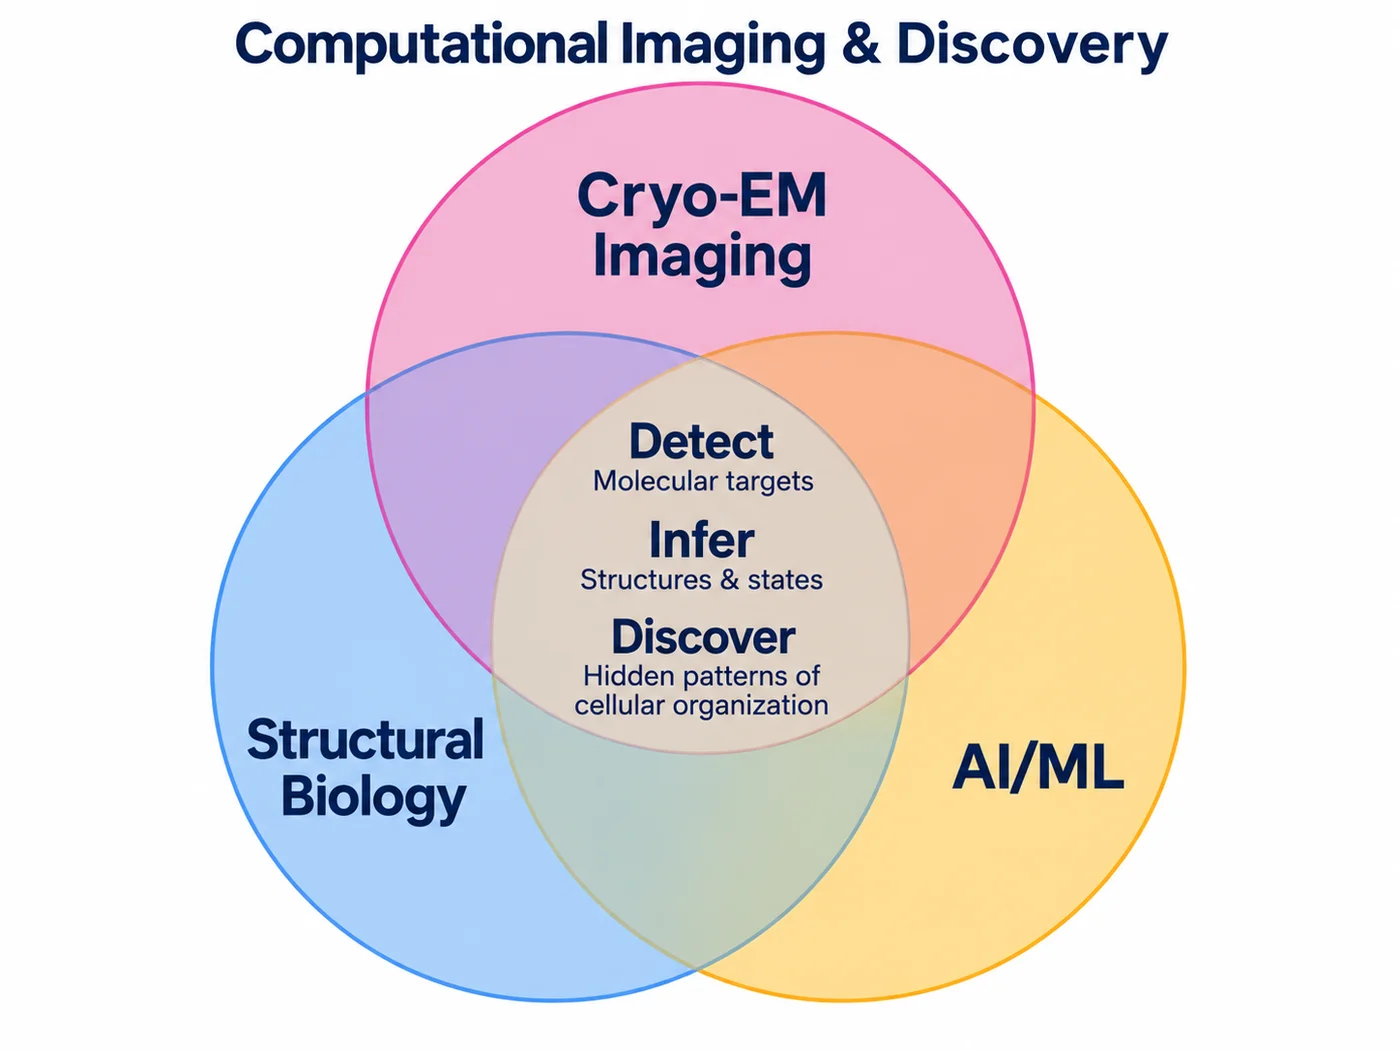 Computational Imaging & Discovery
Cryo-EM
Imaging
Detect
Molecular targets
Infer
Structures & states
Discover
Hidden patterns of
cellular organization
Structural
Biology
AI/ML